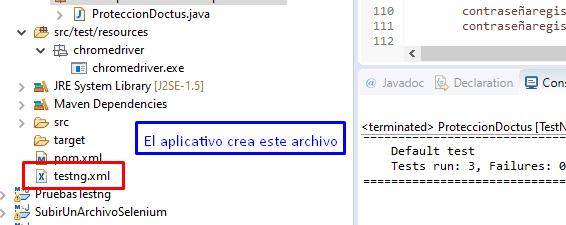 ProteccionDoctus.java
src/test/resources
chromedriver
chromedriver.exe
JRE System Library [J2SE-1.5]
Maven Dependencies
src
target
pom.xml
testng.xml
PruebasTestng
SubirUnArchivoSelenium
El aplicativo crea este archivo
110 contraseñaregis
111 contraseñaregis
112
@ Javadoc Declaration Cons
<terminated> ProteccionDoctus [TestN
===============================
Default test
Tests run: 3, Failures: 0
===============================